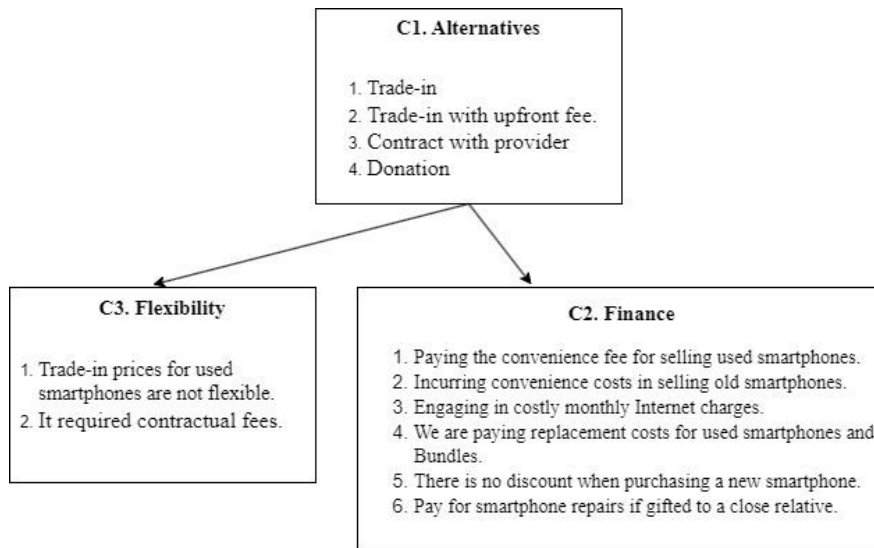 C1. Alternatives
1. Trade-in
2. Trade-in with upfront fee.
3. Contract with provider
4. Donation
C3. Flexibility
1. Trade-in prices for used
smartphones are not flexible.
2. It required contractual fees.
C2. Finance
1. Paying the convenience fee for selling used smartphones.
2. Incurring convenience costs in selling old smartphones.
3. Engaging in costly monthly Internet charges.
4. We are paying replacement costs for used smartphones and
Bundles.
5. There is no discount when purchasing a new smartphone.
6. Pay for smartphone repairs if gifted to a close relative.